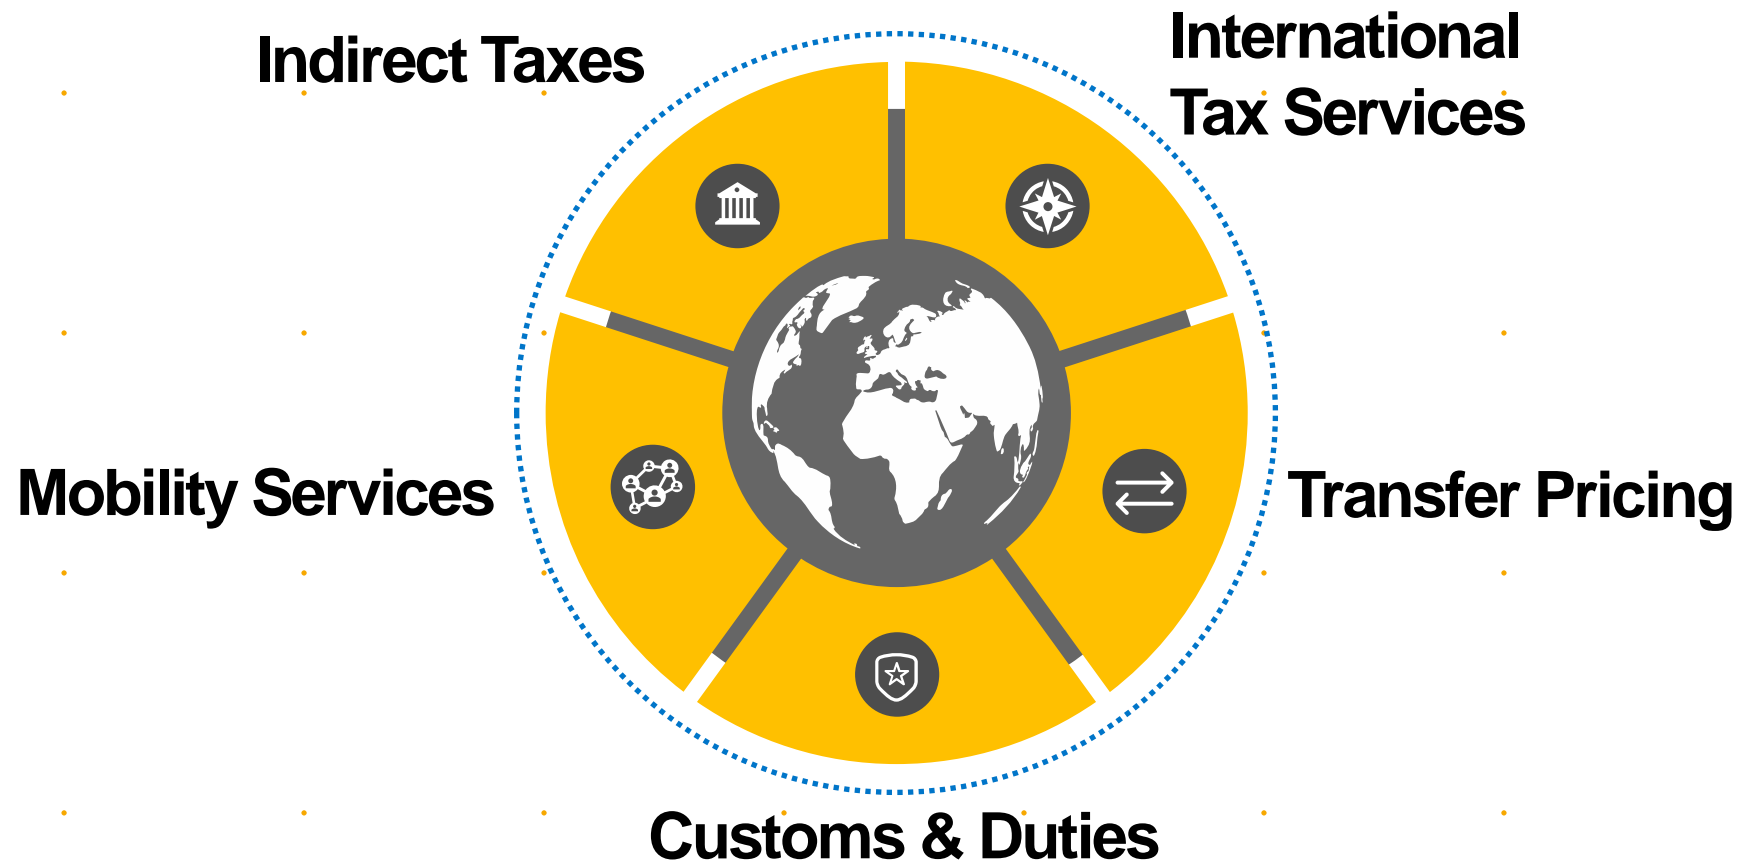 Indirect Taxes
International
Tax Services
Mobility Services
Transfer Pricing
Customs & Duties